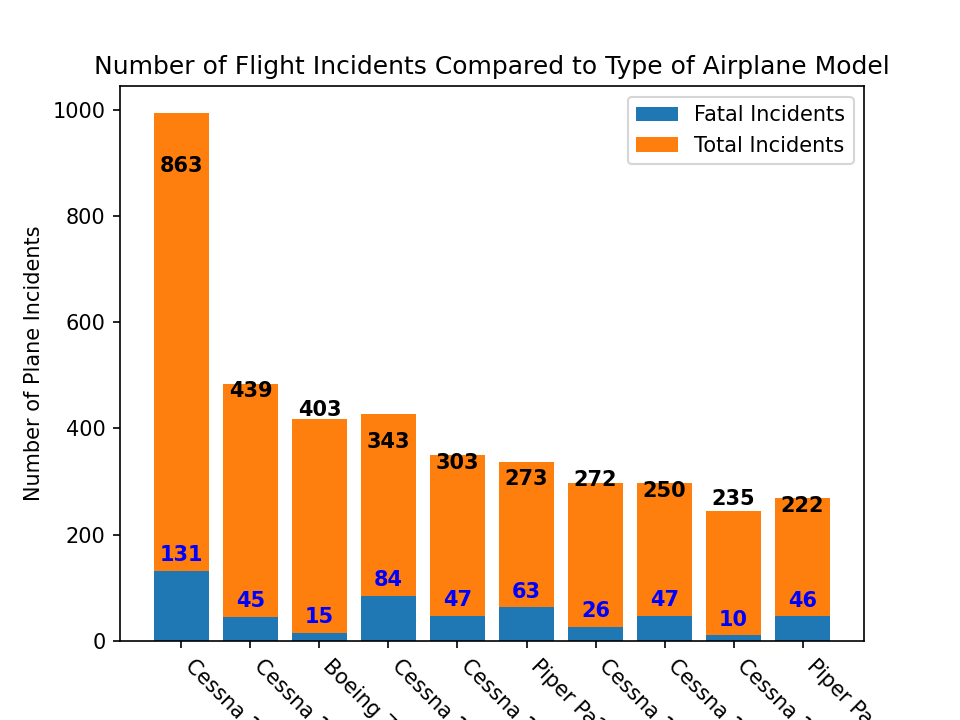 Number of Flight Incidents Compared to Type of Airplane Model
Fatal Incidents
Total Incidents
Number of Plane Incidents
1000
800
600
400
200
0
863
439
403
343
303
273
272
250
235
222
131
45
15
84
47
63
26
47
10
46
Cessna
Cessna
Boeing
Cessna
Cessna
Piper Pa
Cessna
Cessna
Cessna
Piper Pa